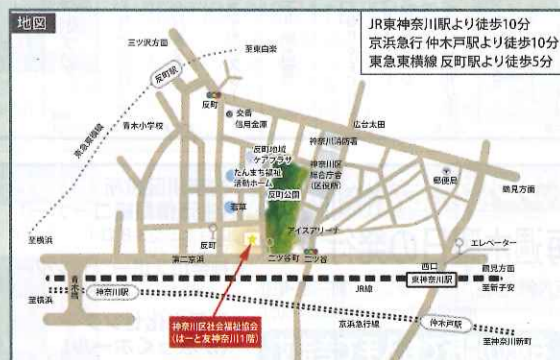 地図
JR東神奈川駅より徒歩10分
京浜急行 仲木戸駅より徒歩10分
東急東横線 反町駅より徒歩5分
三ツ沢方面
至東白楽
反町駅
東急東横線
反町
青木小学校
交番
信用金庫
広台太田
神奈川消防署
反町地域
ケアプラザ
神奈川区
総合庁舎
(区役所)
たんまち福祉
活動ホーム
反町公園
郵便局
鶴見方面
若草
アイスアリーナ
至横浜
反町
二ツ谷町
二ツ谷
エレベーター
第二京浜
西口
鶴見方面
青木橋
東神奈川駅
JR線
至新子安
至横浜
神奈川駅
京浜急行線
仲木戸駅
至神奈川新町
神奈川区社会福祉協会
(はーと友神奈川1階)